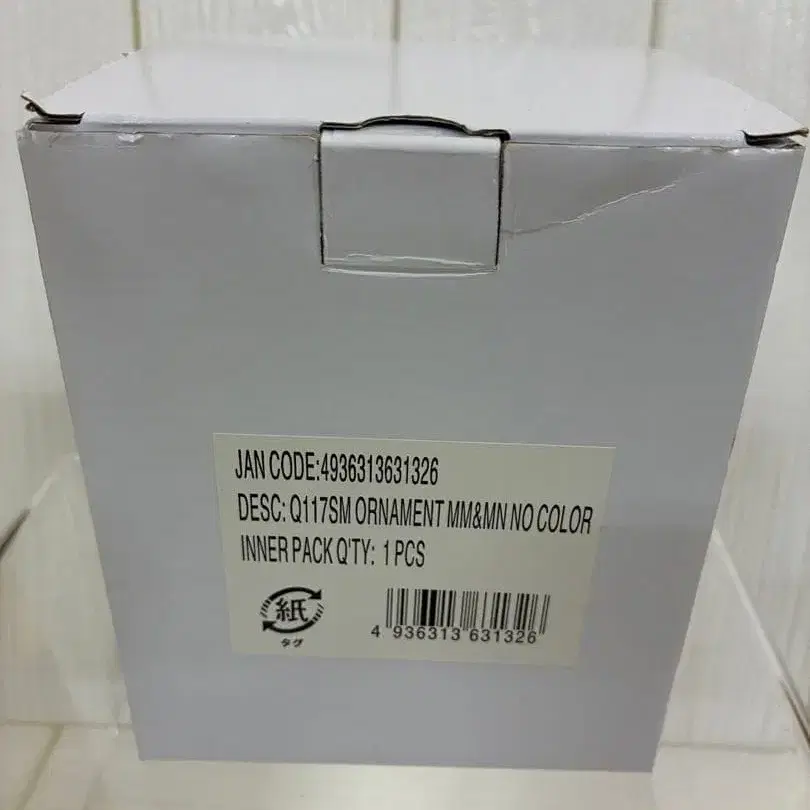 JAN CODE:4936313631326
DESC: Q117SM ORNAMENT MM&MN NO COLOR
INNER PACK Q'TY: 1 PCS
紙
タグ
4 936313 631326